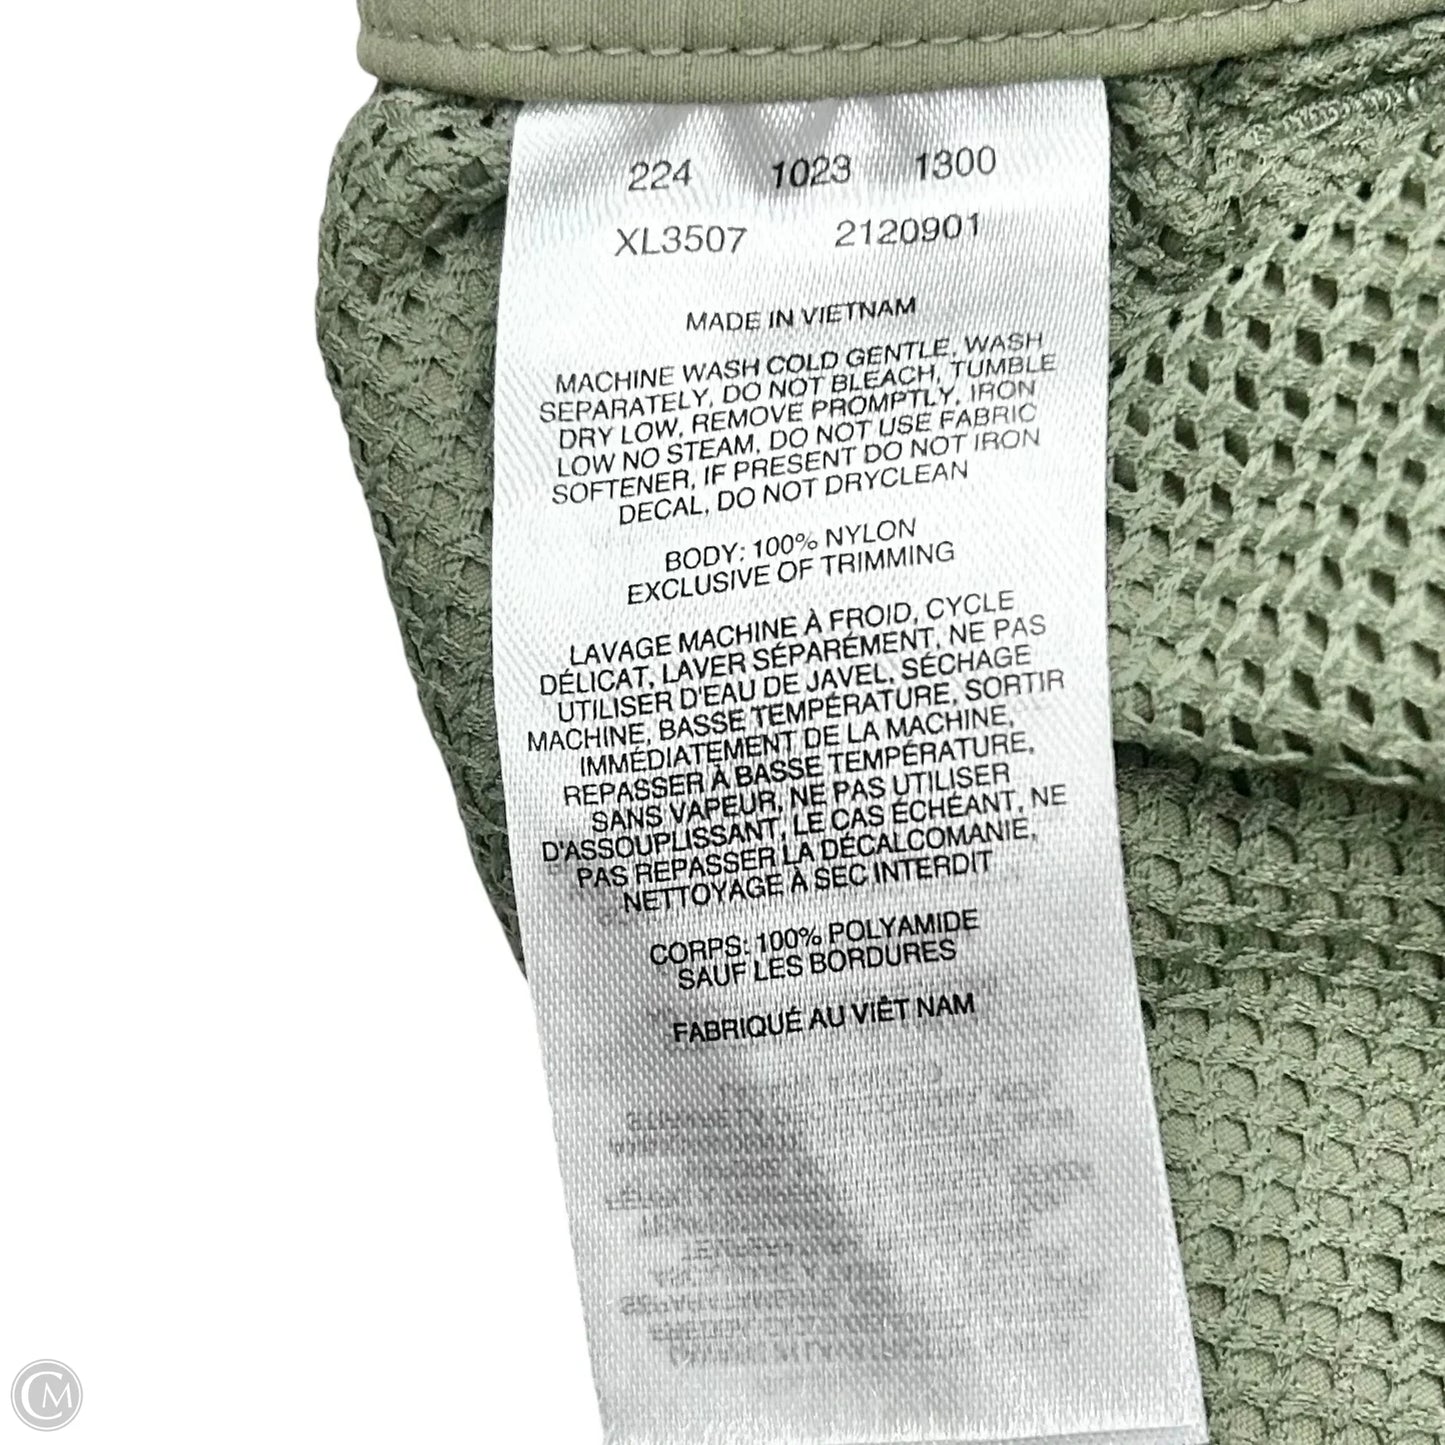 224 1023 1300
XL3507 2120901
MADE IN VIETNAM
MACHINE WASH COLD GENTLE, WASH
SEPARATELY, DO NOT BLEACH, TUMBLE
DRY LOW, REMOVE PROMPTLY, IRON
LOW NO STEAM, DO NOT USE FABRIC
SOFTENER, IF PRESENT DO NOT IRON
DECAL, DO NOT DRYCLEAN
BODY: 100% NYLON
EXCLUSIVE OF TRIMMING
LAVAGE MACHINE À FROID, CYCLE
DÉLICAT, LAVER SÉPARÉMENT, NE PAS
UTILISER D'EAU DE JAVEL, SÉCHAGE
MACHINE, BASSE TEMPÉRATURE, SORTIR
IMMÉDIATEMENT DE LA MACHINE,
REPASSER À BASSE TEMPÉRATURE,
SANS VAPEUR, NE PAS UTILISER
D'ASSOUPLISSANT, LE CAS ÉCHÉANT, NE
PAS REPASSER LA DÉCALCOMANIE,
NETTOYAGE À SEC INTERDIT
CORPS: 100% POLYAMIDE
SAUF LES BORDURES
FABRIQUÉ AU VIÊT NAM
CM